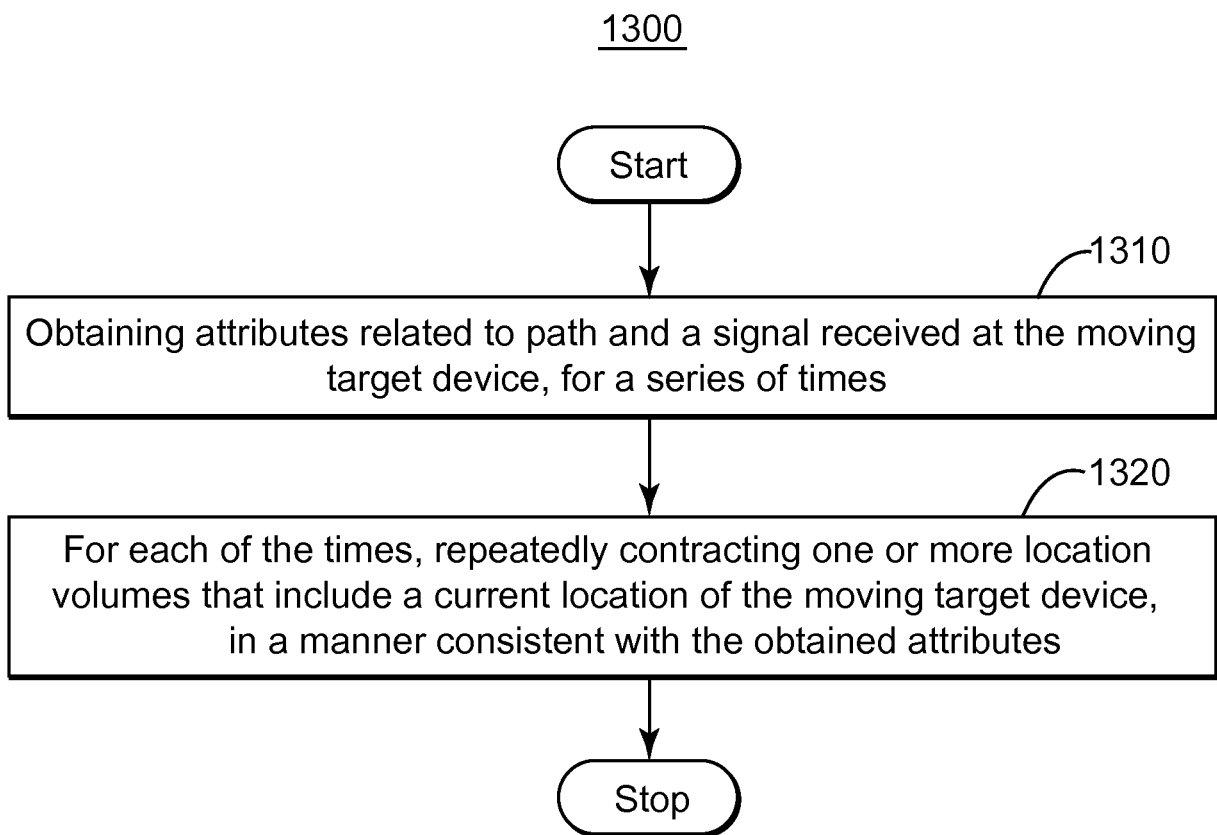 1300
Start
1310
Obtaining attributes related to path and a signal received at the moving
target device, for a series of times
1320
For each of the times, repeatedly contracting one or more location
volumes that include a current location of the moving target device,
in a manner consistent with the obtained attributes
Stop